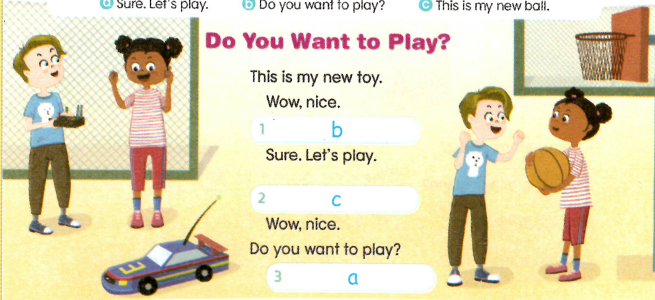 ⓐ Sure. Let's play. ⓑ Do you want to play? ⓒ This is my new ball.
Do You Want to Play?
This is my new toy.
Wow, nice.
1 b
Sure. Let's play.
2 c
Wow, nice.
Do you want to play?
3 a